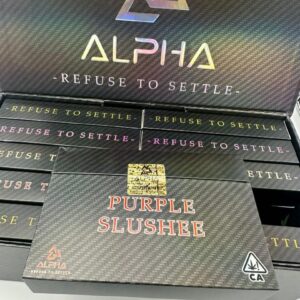 ALPHA
-REFUSE TO SETTLE-
-REFUSE TO SETTLE-
-REFUSE TO SETTLE-
-REFUSE TO SETTLE-
-REFUSE TO SETTLE-
PURPLE
SLUSHEE
ALPHA
REFUSE TO SETTLE
CA